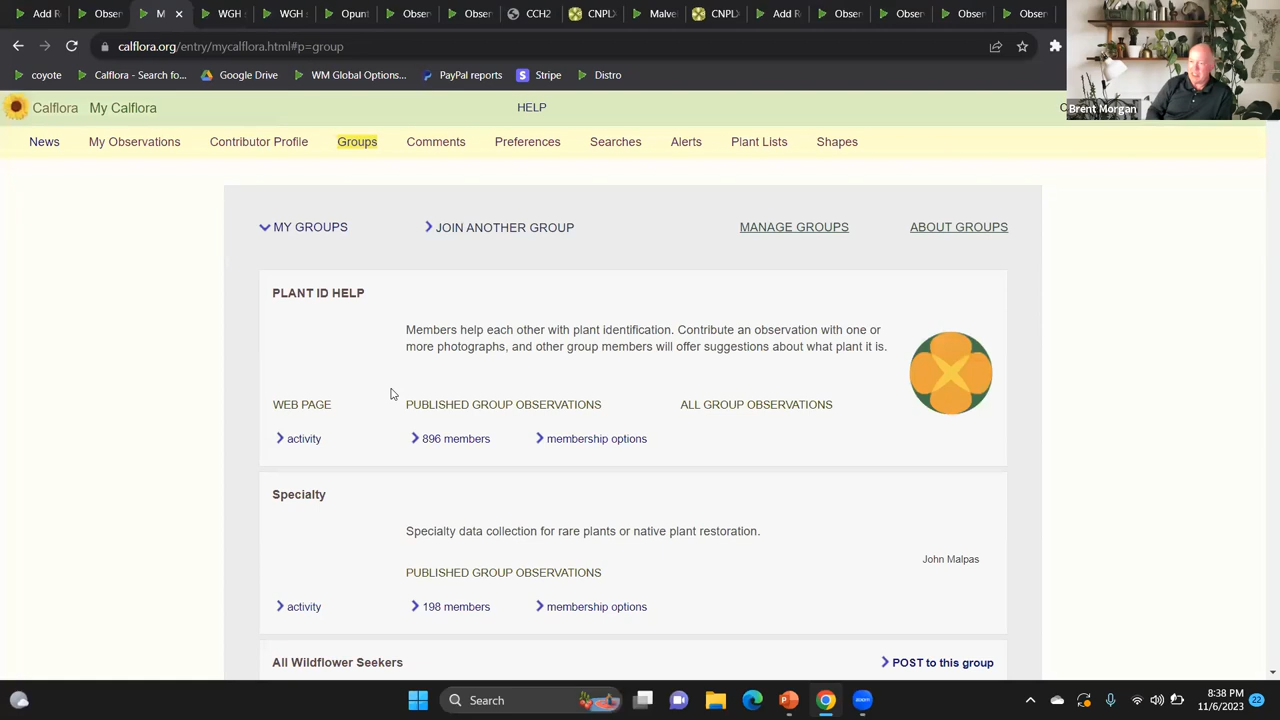 Add R
Obser
M
WGH
WGH
Opunt
Obser
Obser
CCH2
CNPLX
Malve
CNPLX
Add R
Obser
Obser
Obser
Obser
calflora.org/entry/mycalflora.html#p=group
coyote
Calflora - Search fo...
Google Drive
WM Global Options...
PayPal reports
Stripe
Distro
Brent Morgan
Calflora My Calflora
HELP
News
My Observations
Contributor Profile
Groups
Comments
Preferences
Searches
Alerts
Plant Lists
Shapes
MY GROUPS
JOIN ANOTHER GROUP
MANAGE GROUPS
ABOUT GROUPS
PLANT ID HELP
Members help each other with plant identification. Contribute an observation with one or
more photographs, and other group members will offer suggestions about what plant it is.
WEB PAGE
PUBLISHED GROUP OBSERVATIONS
ALL GROUP OBSERVATIONS
activity
896 members
membership options
Specialty
Specialty data collection for rare plants or native plant restoration.
John Malpas
PUBLISHED GROUP OBSERVATIONS
activity
198 members
membership options
All Wildflower Seekers
POST to this group
Search
8:38 PM
11/6/2023
22